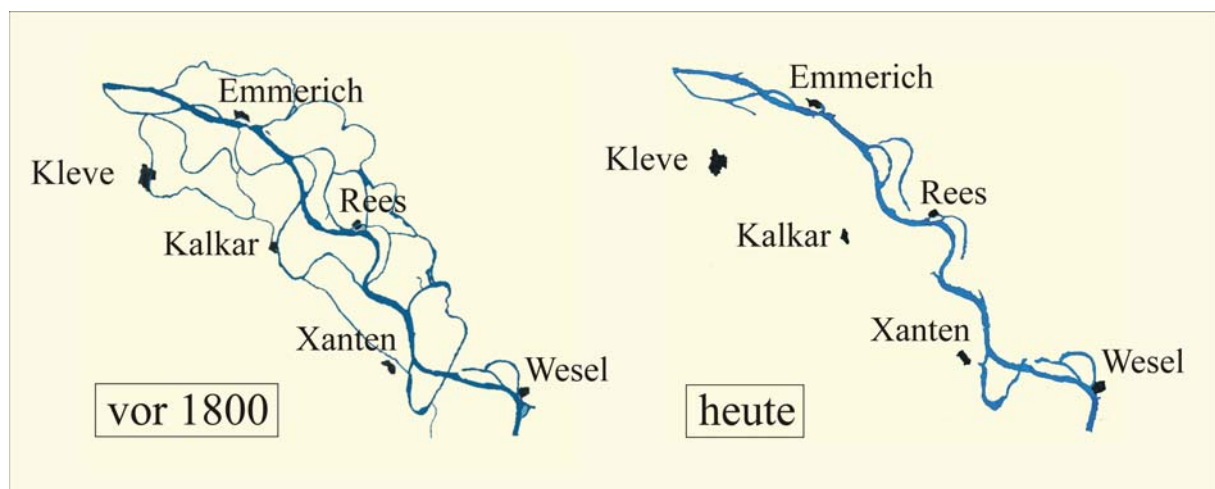 Emmerich
Kleve
Rees
Kalkar
Xanten
Wesel
vor 1800
Emmerich
Kleve
Rees
Kalkar
Xanten
Wesel
heute